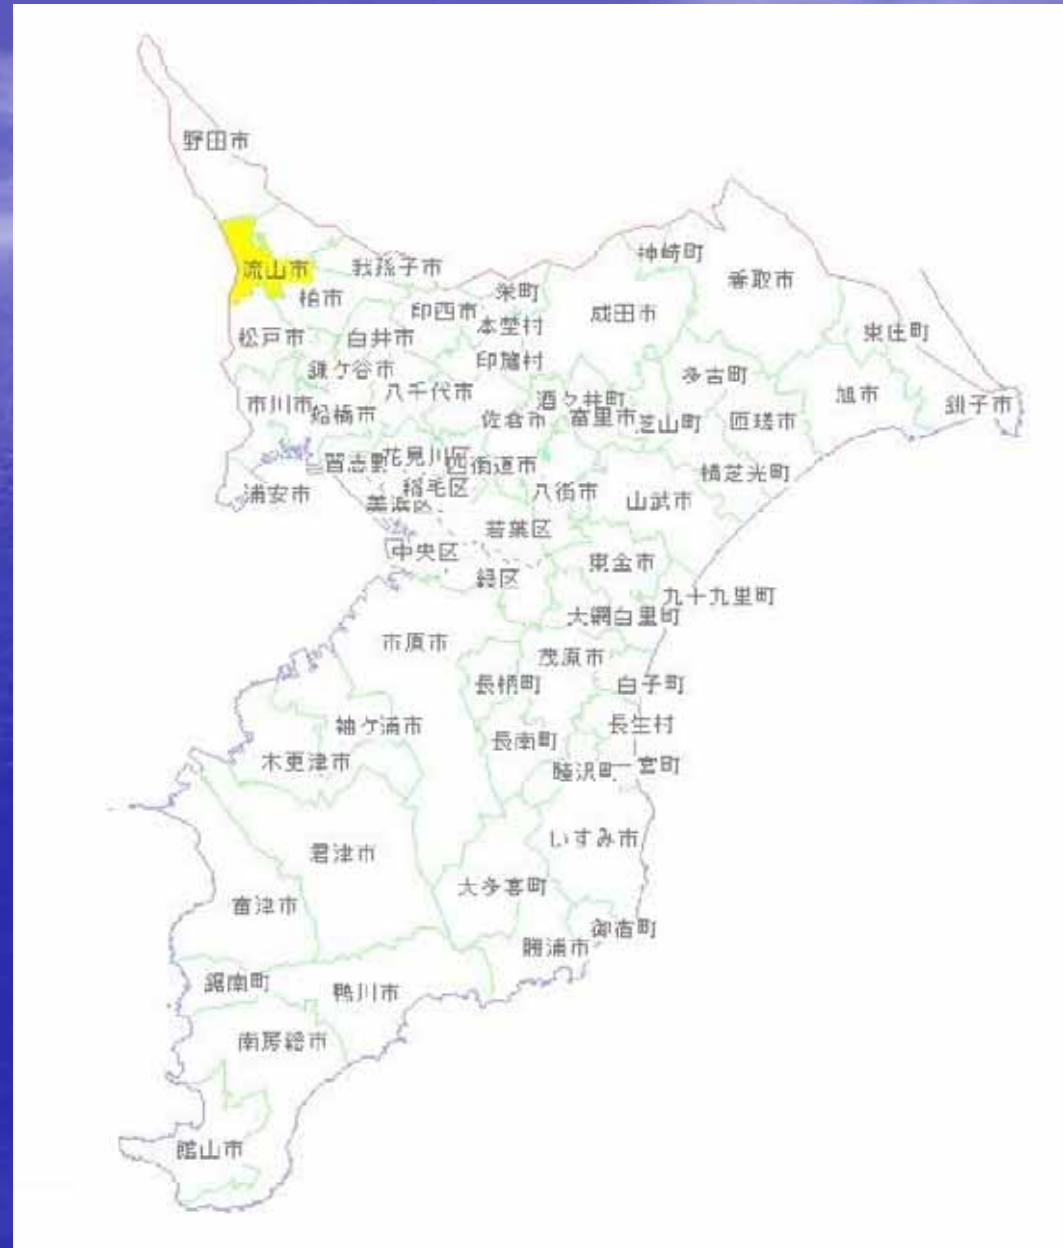 野田市
神崎町
香取市
流山市
我孫子市
柏市
栄町
印西市
成田市
本埜村
東庄町
松戸市
白井市
印旛村
鎌ケ谷市
多古町
旭市
八千代市
酒々井町
銚子市
市川市
船橋市
佐倉市
富里市
芝山町
匝瑳市
習志野
花見川区
四街道市
横芝光町
浦安市
稲毛区
八街市
美浜区
山武市
若葉区
中央区
東金市
緑区
九十九里町
大網白里町
市原市
茂原市
長柄町
白子町
袖ケ浦市
長生村
長南町
木更津市
睦沢町
一宮町
いすみ市
君津市
大多喜町
富津市
御宿町
勝浦市
鋸南町
鴨川市
南房総市
館山市